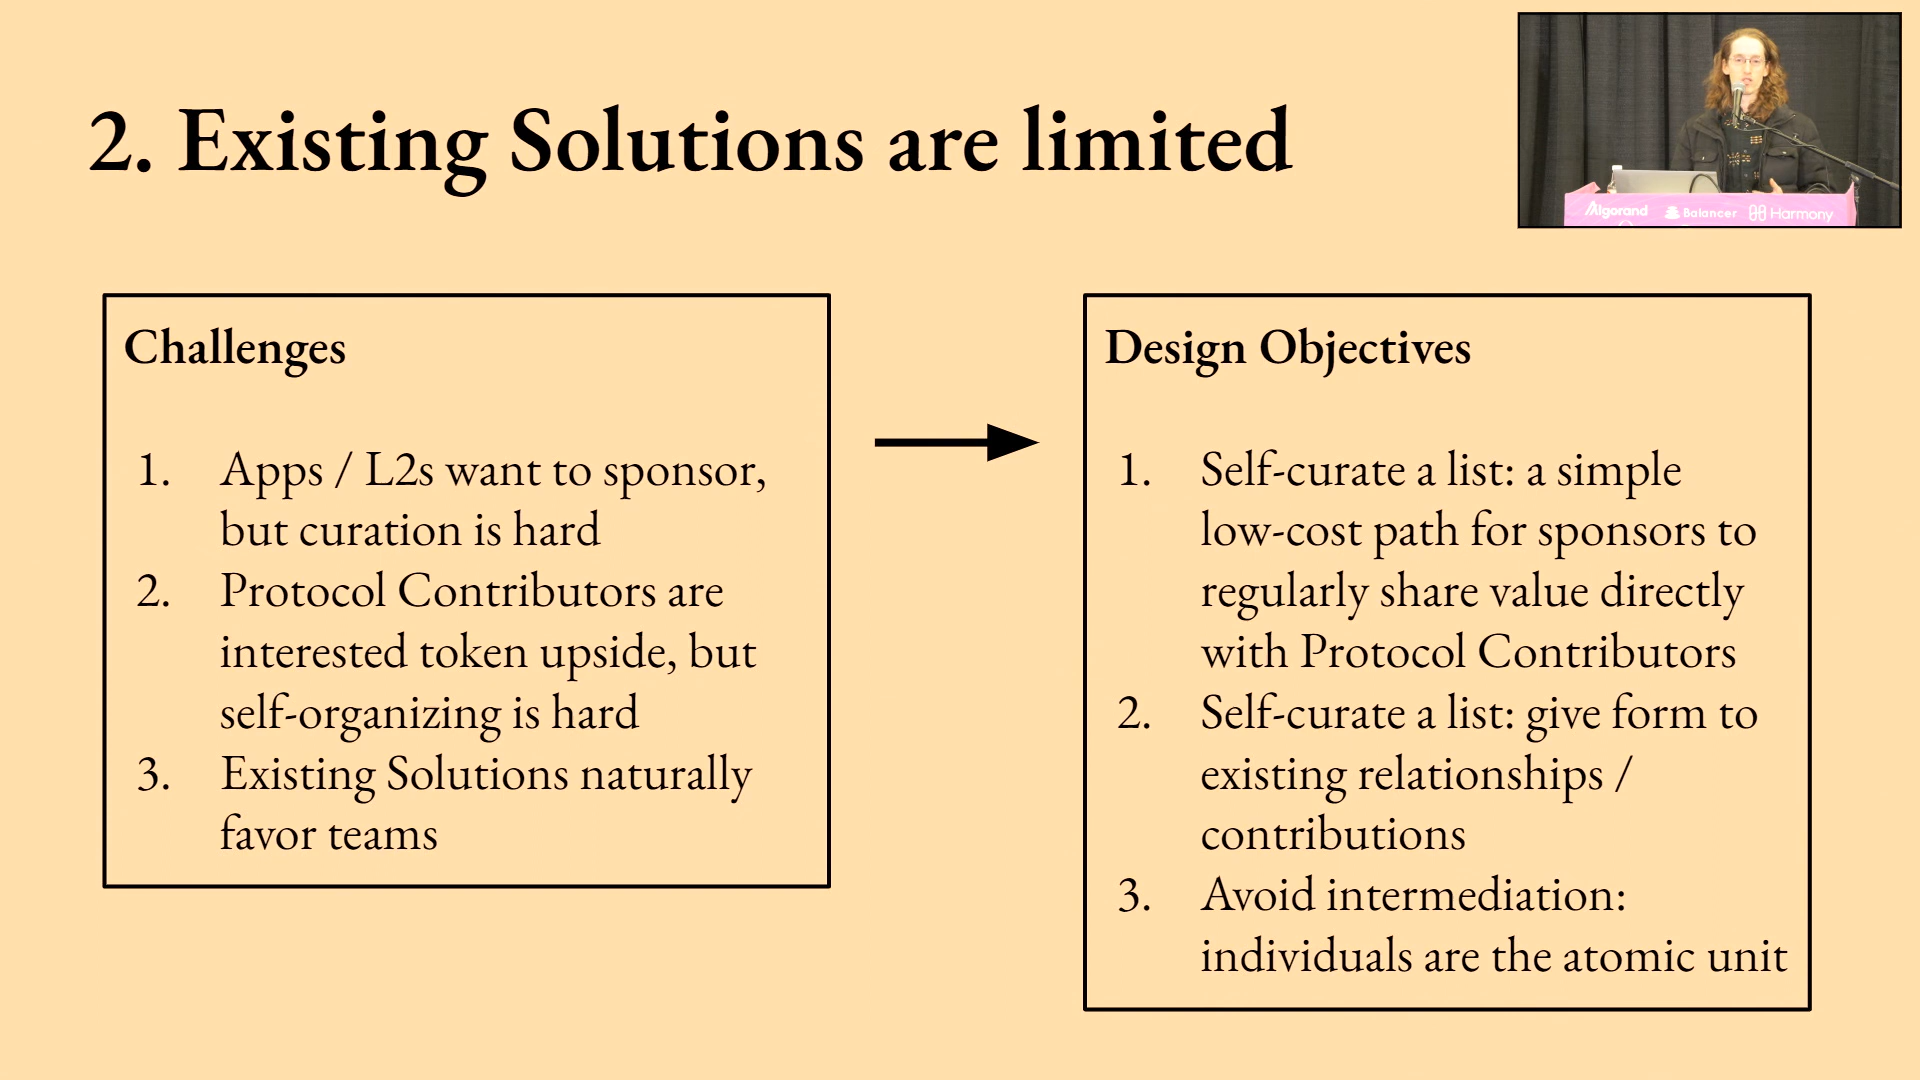 2. Existing Solutions are limited
Algorand Balancer Harmony
Challenges
1. Apps / L2s want to sponsor,
but curation is hard
2. Protocol Contributors are
interested token upside, but
self-organizing is hard
3. Existing Solutions naturally
favor teams
Design Objectives
1. Self-curate a list: a simple
low-cost path for sponsors to
regularly share value directly
with Protocol Contributors
2. Self-curate a list: give form to
existing relationships /
contributions
3. Avoid intermediation:
individuals are the atomic unit